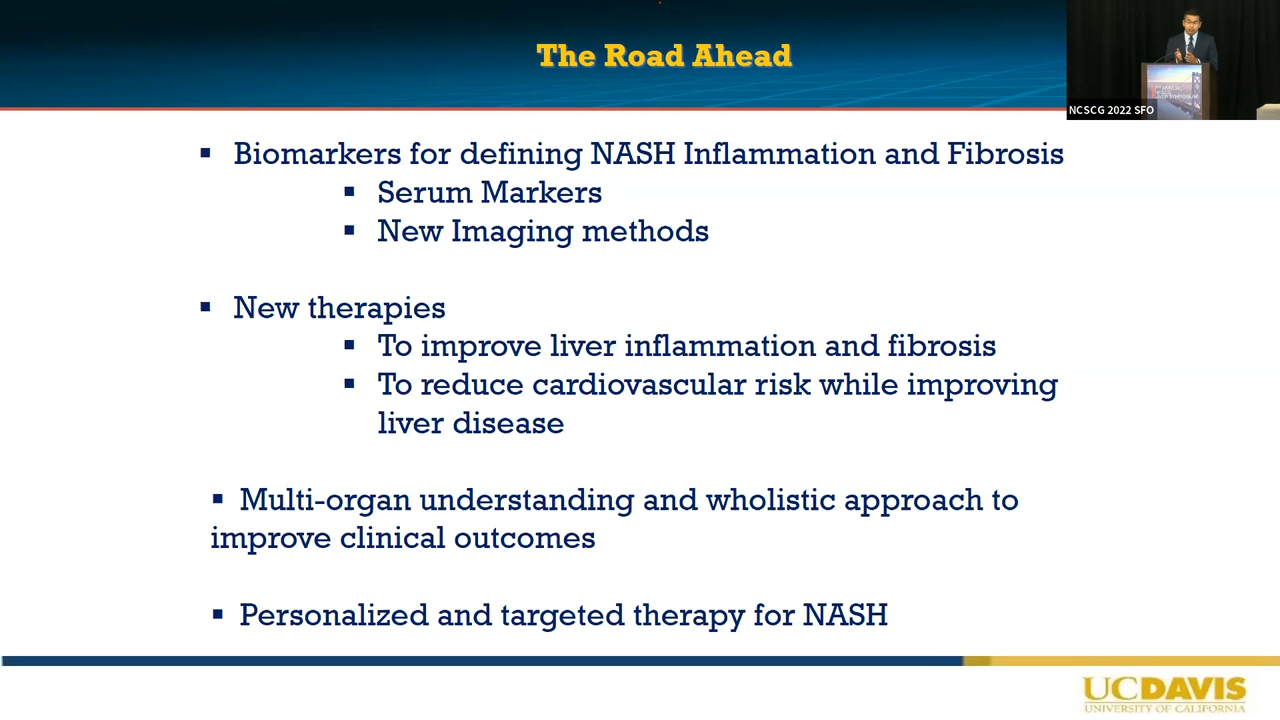 The Road Ahead
NCSCG 2022 SFO
▪ Biomarkers for defining NASH Inflammation and Fibrosis
▪ Serum Markers
▪ New Imaging methods
▪ New therapies
▪ To improve liver inflammation and fibrosis
▪ To reduce cardiovascular risk while improving
liver disease
▪ Multi-organ understanding and wholistic approach to
improve clinical outcomes
▪ Personalized and targeted therapy for NASH
UCDAVIS
UNIVERSITY OF CALIFORNIA